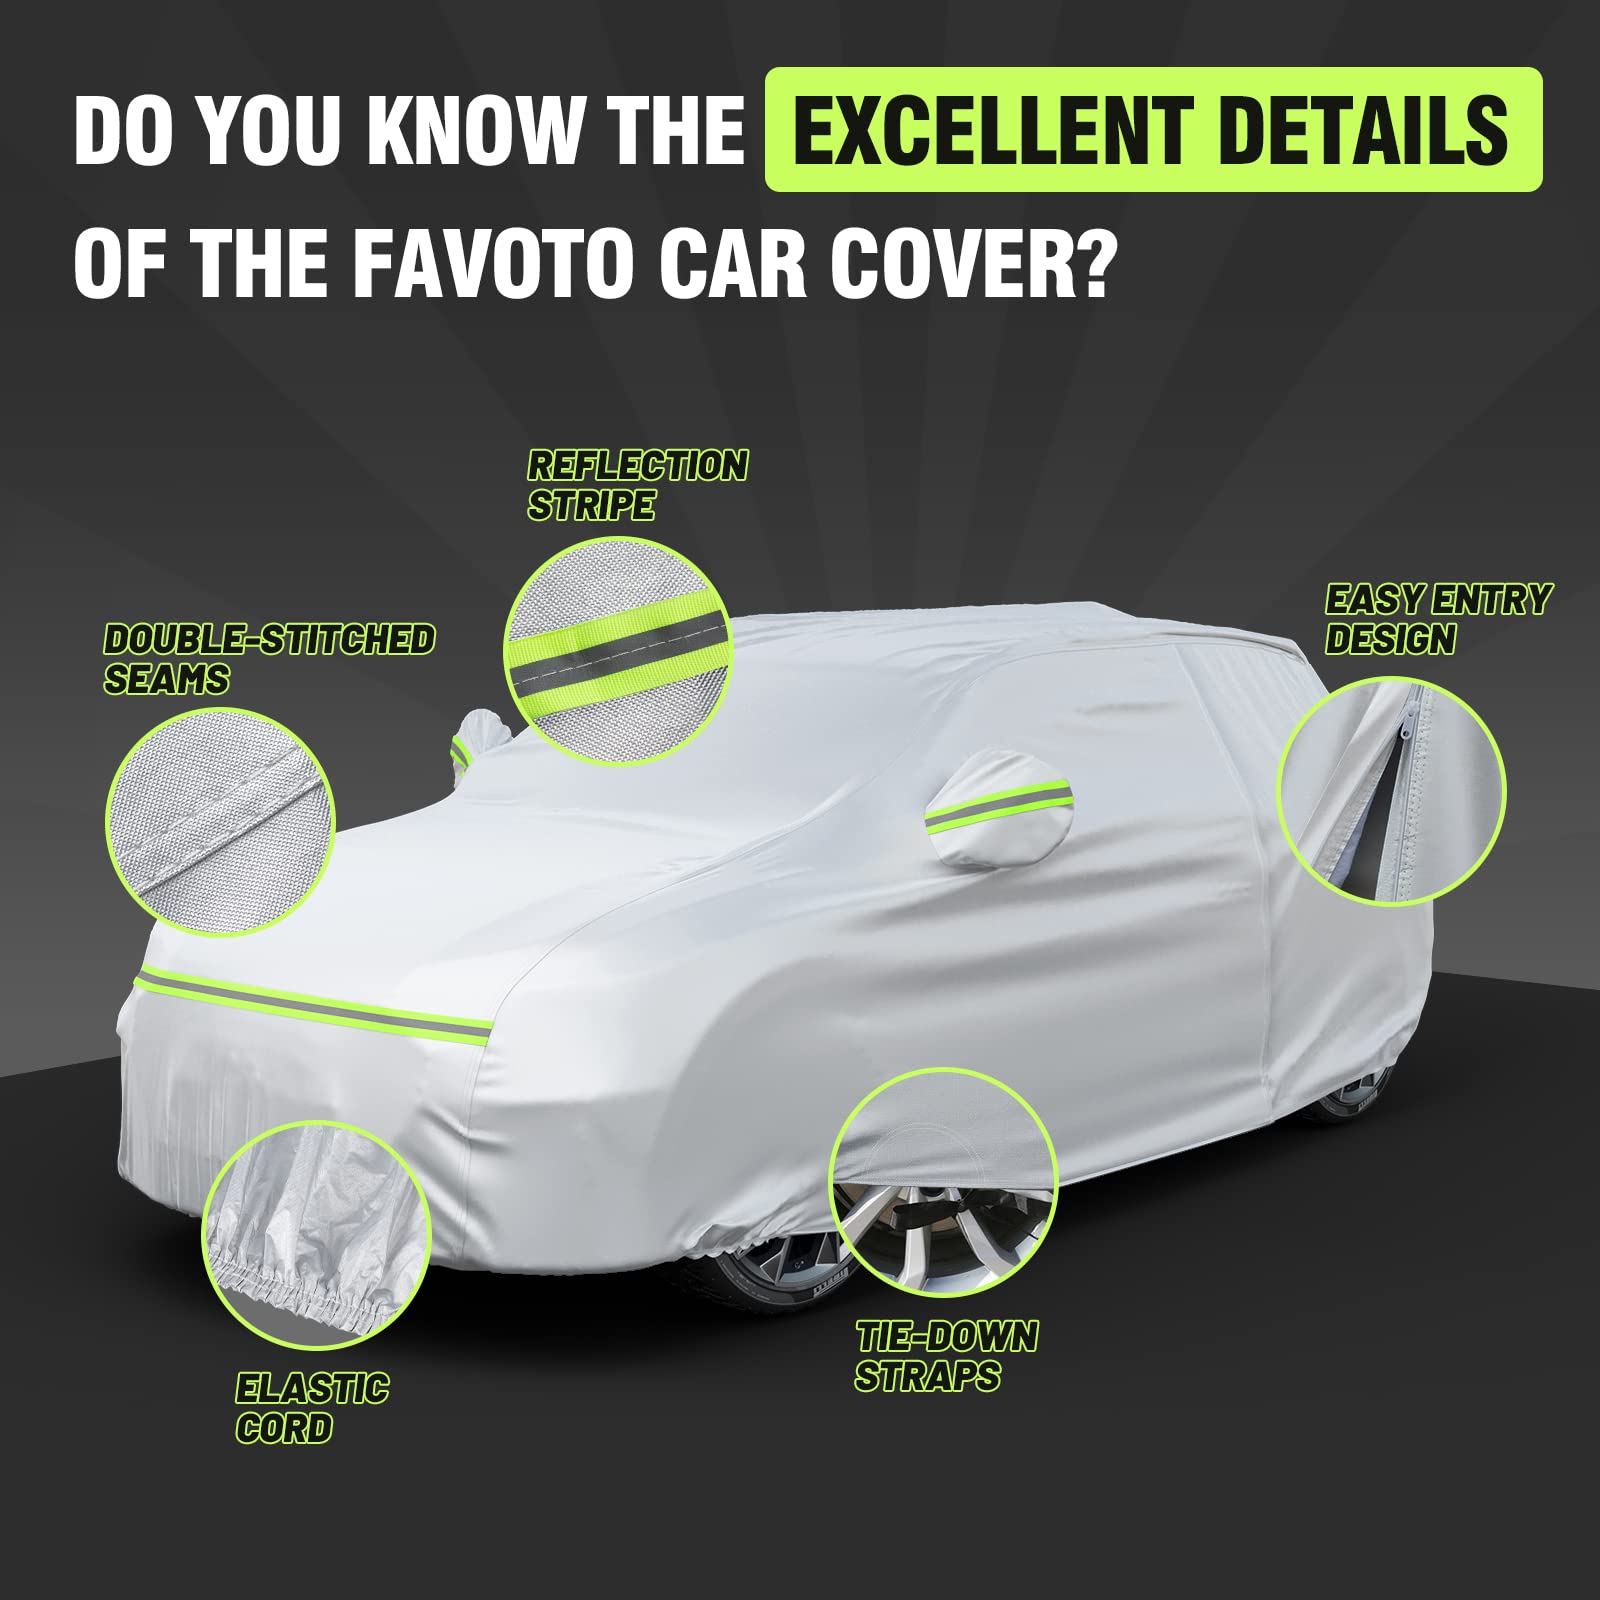 DO YOU KNOW THE EXCELLENT DETAILS
OF THE FAVOTO CAR COVER?
REFLECTION
STRIPE
EASY ENTRY
DESIGN
DOUBLE-STITCHED
SEAMS
TIE-DOWN
STRAPS
ELASTIC
CORD